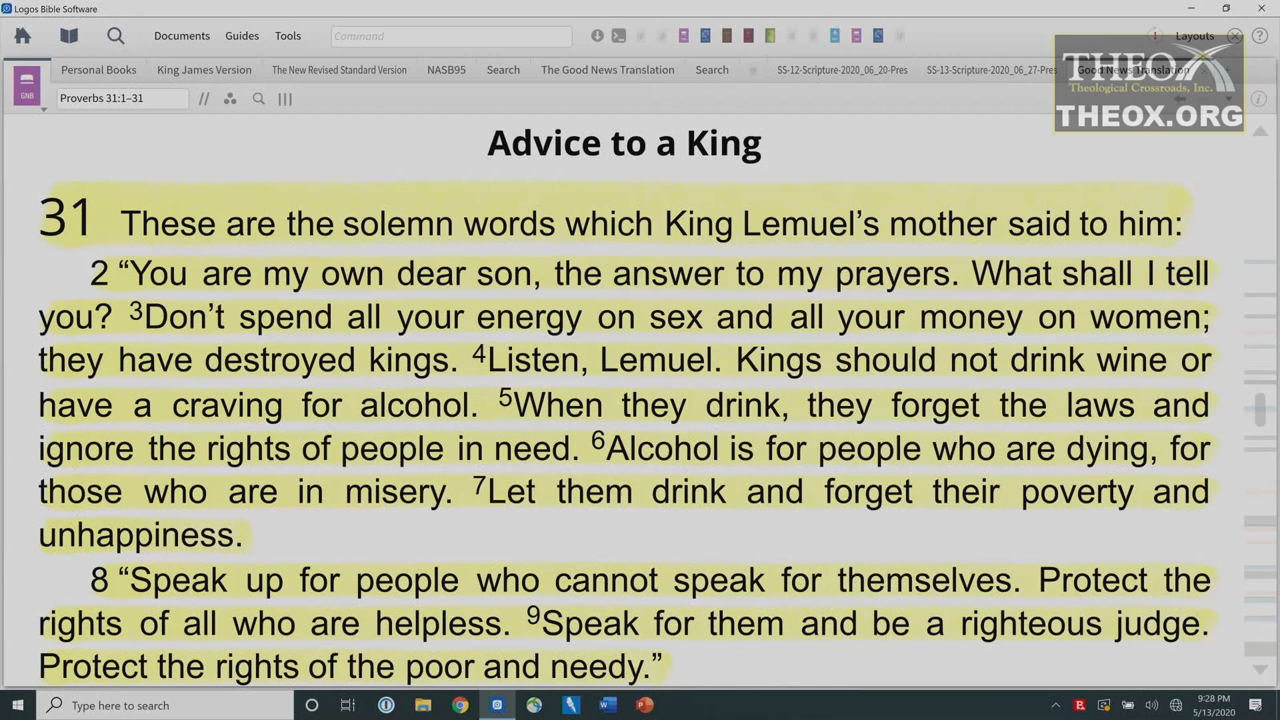 Logos Bible Software
Documents Guides Tools Command Layouts
Personal Books King James Version The New Revised Standard Version NASB95 Search The Good News Translation Search SS-12-Scripture-2020_06_20-Pres SS-13-Scripture-2020_06_27-Pres Good News Translation
GNB Proverbs 31:1–31
THEOX
Theological Crossroads, Inc.
THEOX.ORG
Advice to a King
31 These are the solemn words which King Lemuel’s mother said to him:
2 “You are my own dear son, the answer to my prayers. What shall I tell
you? 3Don’t spend all your energy on sex and all your money on women;
they have destroyed kings. 4Listen, Lemuel. Kings should not drink wine or
have a craving for alcohol. 5When they drink, they forget the laws and
ignore the rights of people in need. 6Alcohol is for people who are dying, for
those who are in misery. 7Let them drink and forget their poverty and
unhappiness.
8 “Speak up for people who cannot speak for themselves. Protect the
rights of all who are helpless. 9Speak for them and be a righteous judge.
Protect the rights of the poor and needy.”
Type here to search
9:28 PM
5/13/2020